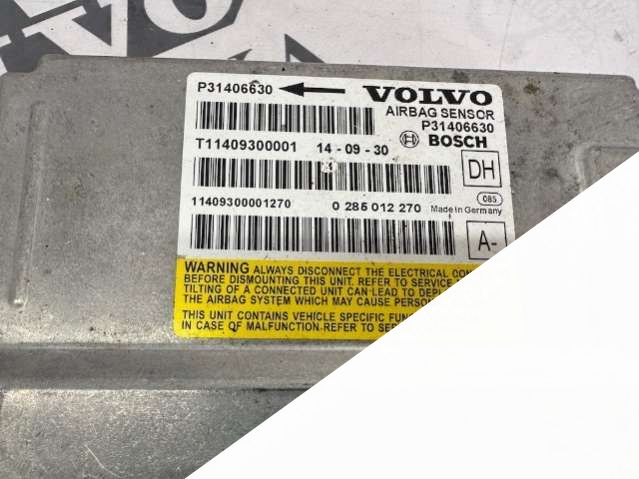 P31406630 VOLVO
AIRBAG SENSOR
P31406630
T11409300001 14 - 09 - 30 BOSCH
DH
11409300001270 0 285 012 270 Made in Germany
085
A-
WARNING ALWAYS DISCONNECT THE ELECTRICAL
BEFORE DISMOUNTING THIS UNIT. REFER TO SERVICE
TILTING OF A CONNECTED UNIT CAN LEAD TO
THE AIRBAG SYSTEM WHICH MAY CAUSE
THIS UNIT CONTAINS VEHICLE SPECIFIC
IN CASE OF MALFUNCTION REFER TO